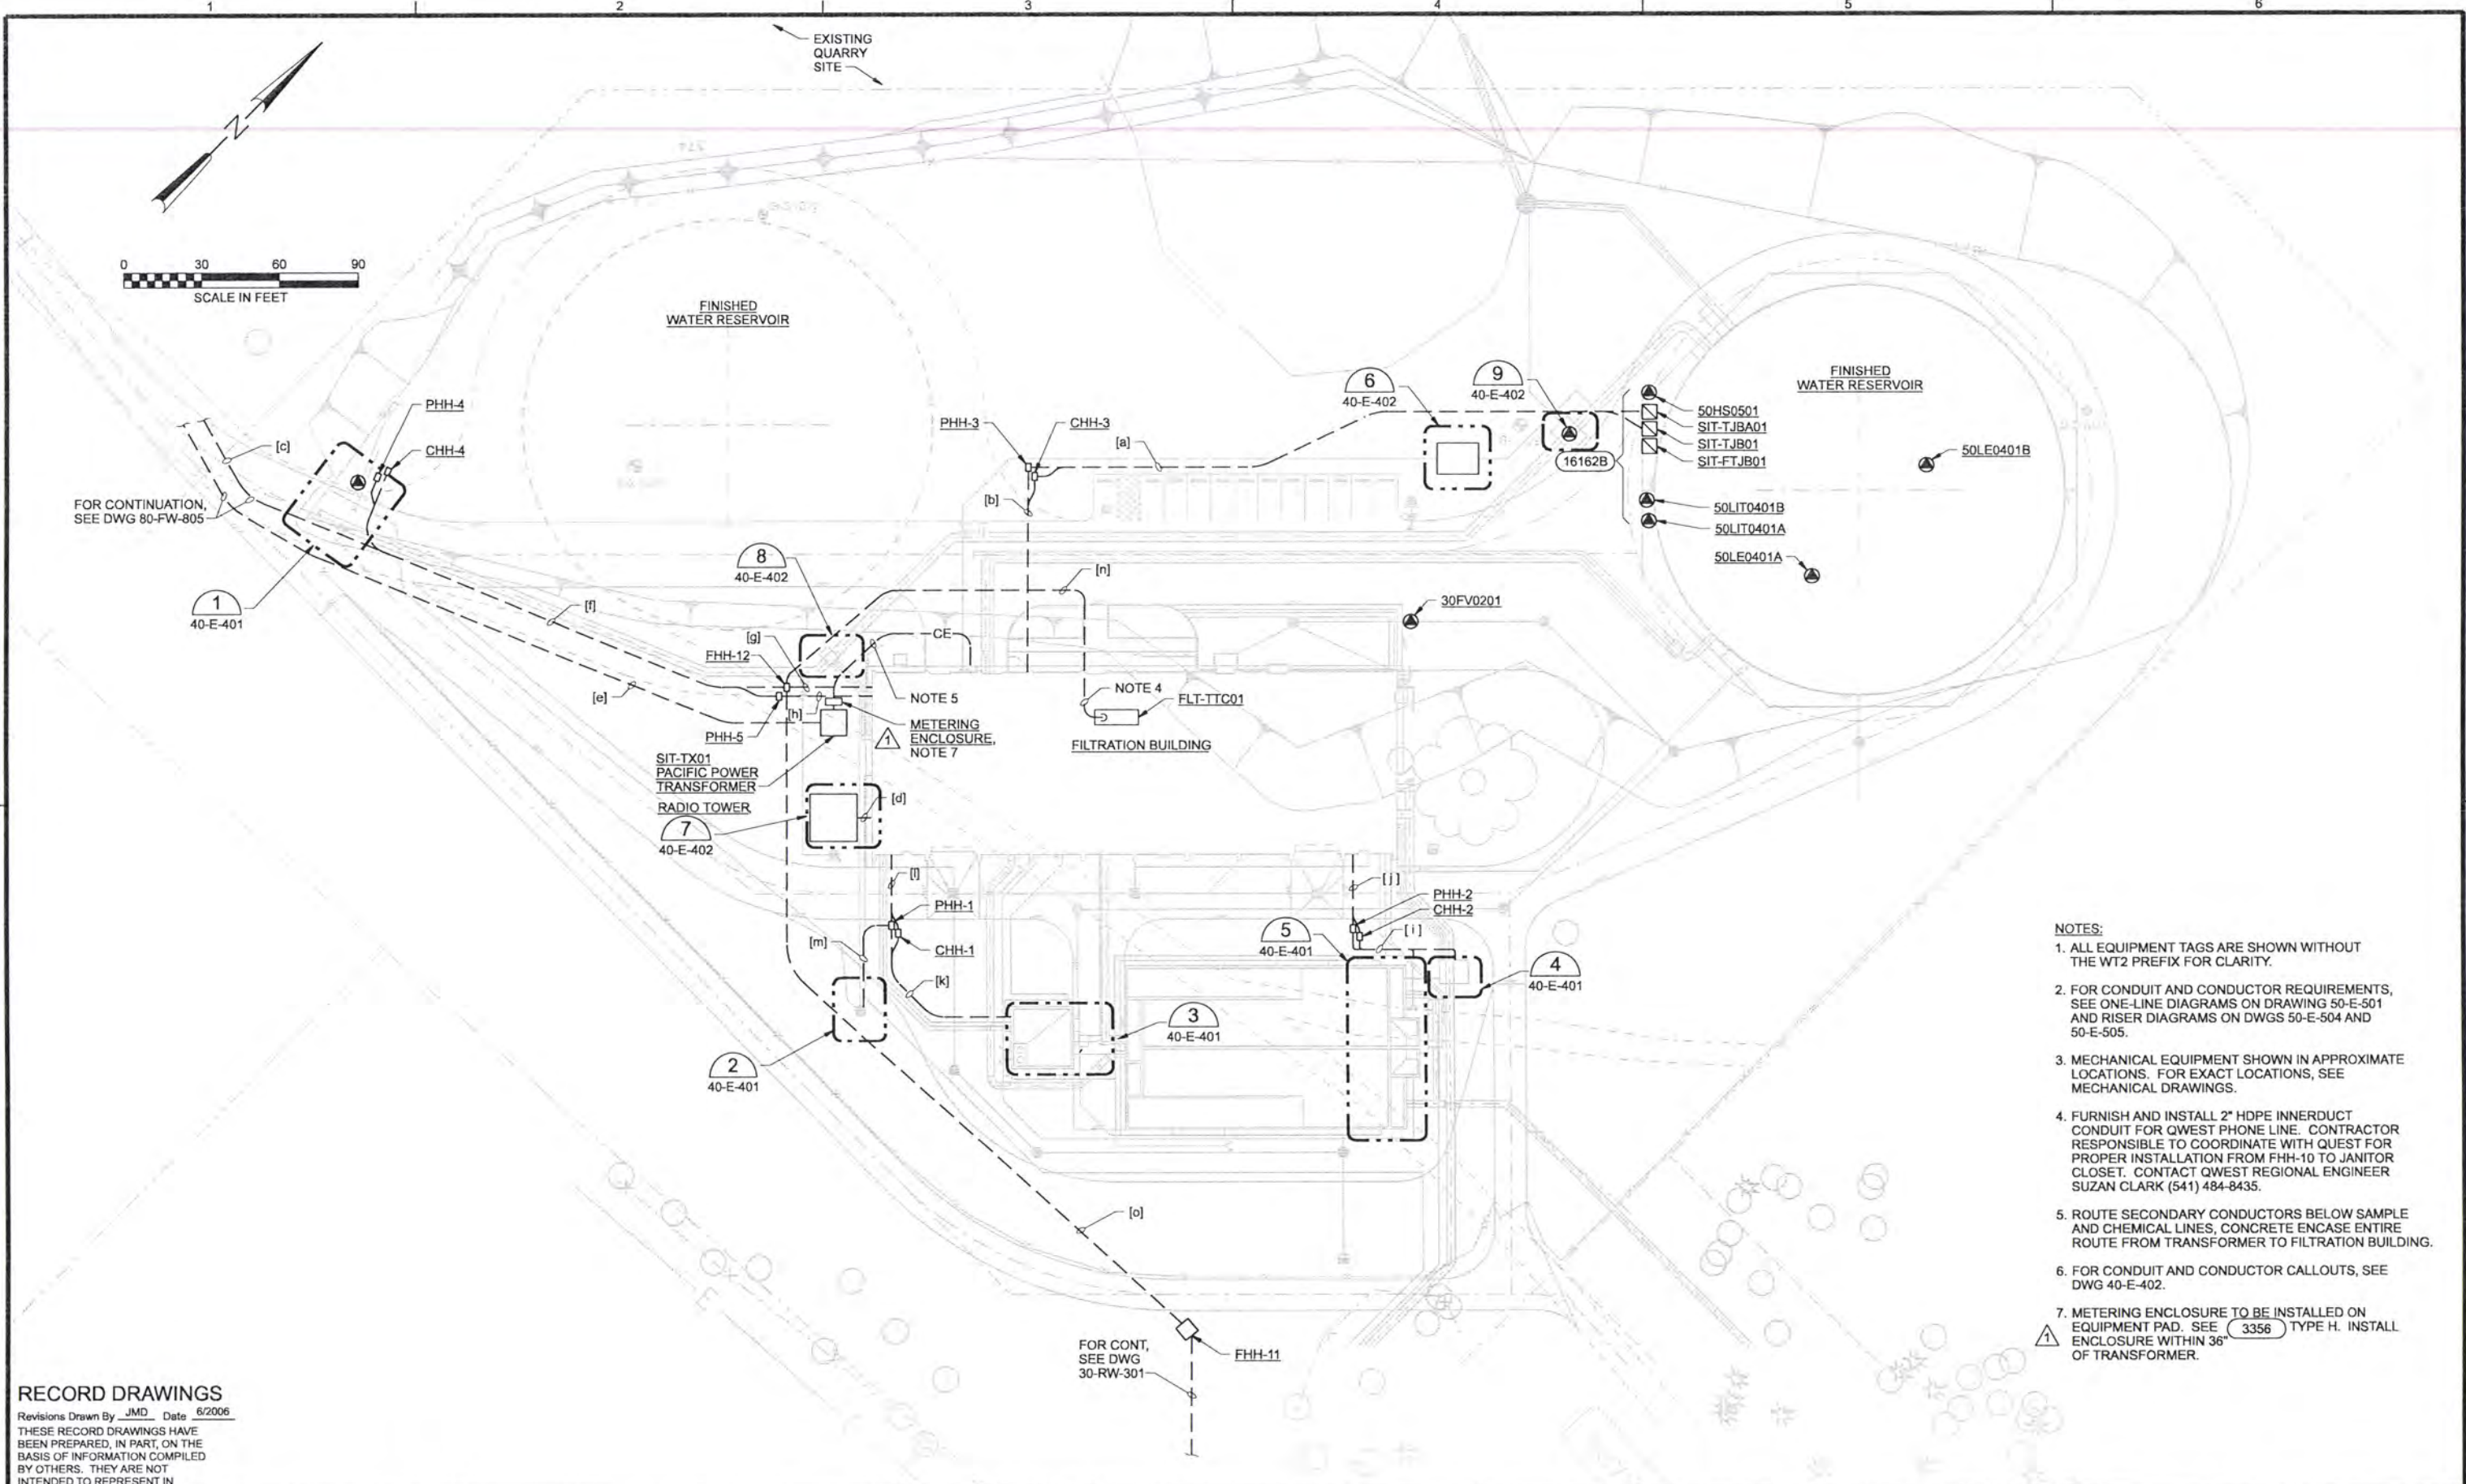 1
2
3
4
5
6
EXISTING
QUARRY
SITE
N
0 30 60 90
SCALE IN FEET
FINISHED
WATER RESERVOIR
FINISHED
WATER RESERVOIR
6
40-E-402
9
40-E-402
16162B
50HS0501
SIT-TJBA01
SIT-TJB01
SIT-FTJB01
50LE0401B
50LIT0401B
50LIT0401A
50LE0401A
PHH-4
CHH-4
[c]
FOR CONTINUATION,
SEE DWG 80-FW-805
1
40-E-401
PHH-3
CHH-3
[a]
[b]
8
40-E-402
[n]
[f]
[g]
CE
30FV0201
FHH-12
[e]
[h]
NOTE 5
NOTE 4
FLT-TTC01
PHH-5
1
METERING
ENCLOSURE,
NOTE 7
FILTRATION BUILDING
SIT-TX01
PACIFIC POWER
TRANSFORMER
RADIO TOWER
7
40-E-402
[d]
[l]
[j]
PHH-1
PHH-2
CHH-2
[m]
CHH-1
5
40-E-401
[i]
[k]
4
40-E-401
3
40-E-401
2
40-E-401
[o]
FOR CONT,
SEE DWG
30-RW-301
FHH-11
NOTES:
1. ALL EQUIPMENT TAGS ARE SHOWN WITHOUT
THE WT2 PREFIX FOR CLARITY.
2. FOR CONDUIT AND CONDUCTOR REQUIREMENTS,
SEE ONE-LINE DIAGRAMS ON DRAWING 50-E-501
AND RISER DIAGRAMS ON DWGS 50-E-504 AND
50-E-505.
3. MECHANICAL EQUIPMENT SHOWN IN APPROXIMATE
LOCATIONS. FOR EXACT LOCATIONS, SEE
MECHANICAL DRAWINGS.
4. FURNISH AND INSTALL 2" HDPE INNERDUCT
CONDUIT FOR QWEST PHONE LINE. CONTRACTOR
RESPONSIBLE TO COORDINATE WITH QUEST FOR
PROPER INSTALLATION FROM FHH-10 TO JANITOR
CLOSET. CONTACT QWEST REGIONAL ENGINEER
SUZAN CLARK (541) 484-8435.
5. ROUTE SECONDARY CONDUCTORS BELOW SAMPLE
AND CHEMICAL LINES, CONCRETE ENCASE ENTIRE
ROUTE FROM TRANSFORMER TO FILTRATION BUILDING.
6. FOR CONDUIT AND CONDUCTOR CALLOUTS, SEE
DWG 40-E-402.
7. METERING ENCLOSURE TO BE INSTALLED ON
EQUIPMENT PAD. SEE 3356 TYPE H. INSTALL
1 ENCLOSURE WITHIN 36"
OF TRANSFORMER.
RECORD DRAWINGS
Revisions Drawn By JMD Date 6/2006
THESE RECORD DRAWINGS HAVE
BEEN PREPARED, IN PART, ON THE
BASIS OF INFORMATION COMPILED
BY OTHERS. THEY ARE NOT
INTENDED TO REPRESENT IN